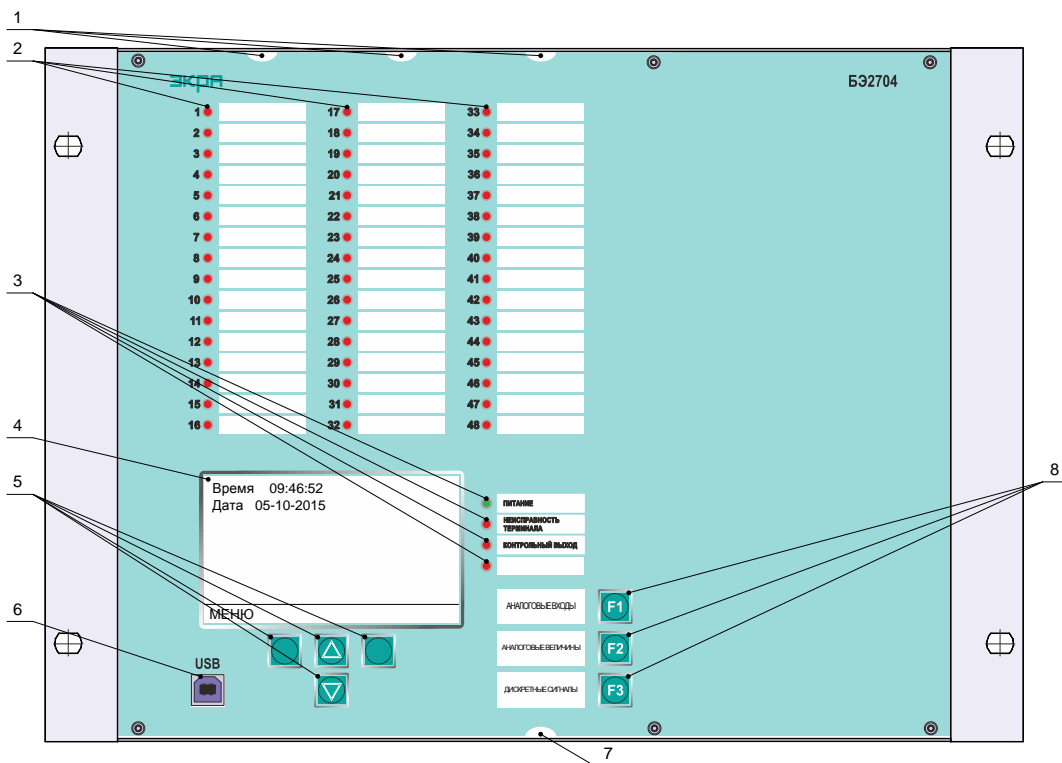 1
2
ЭКРА
БЭ2704
1 17 33
2 18 34
3 19 35
4 20 36
5 21 37
6 22 38
7 23 39
8 24 40
9 25 41
3
10 26 42
11 27 43
12 28 44
13 29 45
14 30 46
15 31 47
16 32 48
4
8
5
Время 09:46:52
Дата 05-10-2015
МЕНЮ
ПИТАНИЕ
НЕИСПРАВНОСТЬ
ТЕРМИНАЛА
КОНТРОЛЬНЫЙ ВЫХОД
АНАЛОГОВЫЕ ВХОДЫ F1
6
АНАЛОГОВЫЕ ВЕЛИЧИНЫ F2
USB
ДИСКРЕТНЫЕ СИГНАЛЫ F3
7